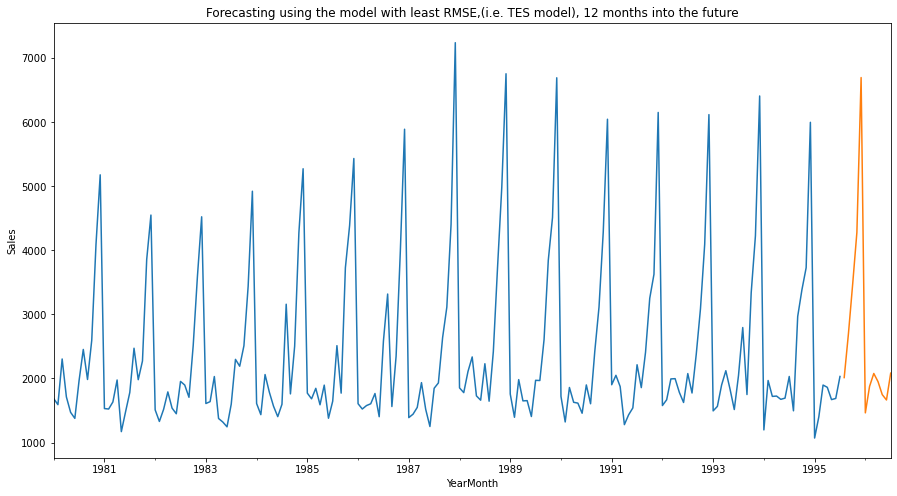 Forecasting using the model with least RMSE,(i.e. TES model), 12 months into the future
7000
6000
5000
4000
3000
2000
1000
Sales
1981 1983 1985 1987 1989 1991 1993 1995
YearMonth